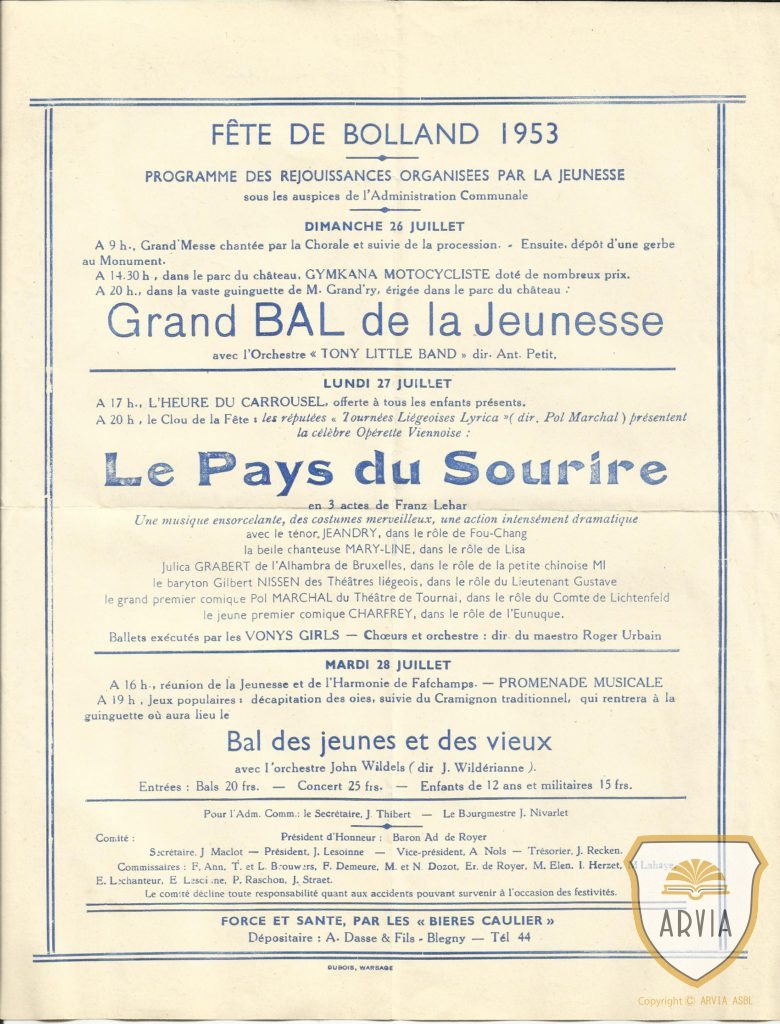 FÊTE DE BOLLAND 1953
PROGRAMME DES REJOUISSANCES ORGANISEES PAR LA JEUNESSE
sous les auspices de l'Administration Communale
DIMANCHE 26 JUILLET
A 9 h., Grand'Messe chantée par la Chorale et suivie de la procession. - Ensuite, dépôt d'une gerbe
au Monument.
A 14.30 h., dans le parc du château, GYMKANA MOTOCYCLISTE doté de nombreux prix.
A 20 h., dans la vaste guinguette de M. Grand'ry, érigée dans le parc du château :
Grand BAL de la Jeunesse
avec l'Orchestre « TONY LITTLE BAND » dir. Ant. Petit.
LUNDI 27 JUILLET
A 17 h., L'HEURE DU CARROUSEL, offerte à tous les enfants présents.
A 20 h., le Clou de la Fête : les réputées « Tournées Liégeoises Lyrica » ( dir. Pol Marchal ) présentent
la célèbre Opérette Viennoise :
Le Pays du Sourire
en 3 actes de Franz Lehar
Une musique ensorcelante, des costumes merveilleux, une action intensément dramatique
avec le ténor JEANDRY, dans le rôle de Fou-Chang
la belle chanteuse MARY-LINE, dans le rôle de Lisa
Julica GRABERT de l'Alhambra de Bruxelles, dans le rôle de la petite chinoise MI
le baryton Gilbert NISSEN des Théâtres liégeois, dans le rôle du Lieutenant Gustave
le grand premier comique Pol MARCHAL du Théâtre de Tournai, dans le rôle du Comte de Lichtenfeld
le jeune premier comique CHARFREY, dans le rôle de l'Eunuque.
Ballets exécutés par les VONYS GIRLS — Chœurs et orchestre : dir. du maestro Roger Urbain
MARDI 28 JUILLET
A 16 h., réunion de la Jeunesse et de l'Harmonie de Fafchamps. — PROMENADE MUSICALE
A 19 h., Jeux populaires : décapitation des oies, suivie du Cramignon traditionnel, qui rentrera à la
guinguette où aura lieu le
Bal des jeunes et des vieux
avec l'orchestre John Wildels ( dir J. Wildérianne ).
Entrées : Bals 20 frs. — Concert 25 frs. — Enfants de 12 ans et militaires 15 frs.
Pour l'Adm. Comm.: le Secrétaire, J. Thibert — Le Bourgmestre J. Nivarlet
Comité : Président d'Honneur : Baron Ad de Royer
Secrétaire, J Maclot — Président, J. Lesoinne — Vice-président, A Nols — Trésorier, J. Recken.
Commissaires : F. Ann, T. et L. Brouwers, F. Demeure, M. et N. Dozot, Er. de Royer, M. Elen, I. Herzet, M Lahaye
E. Lechanteur, E P. Raschon, J. Straet.
Le comité décline toute responsabilité quant aux accidents pouvant survenir à l'occasion des festivités.
FORCE ET SANTE, PAR LES « BIERES CAULIER »
Dépositaire : A. Dasse & Fils - Blegny — Tél 44
DUBOIS, WARSAGE
ARVIA
Copyright © ARVIA ASBL